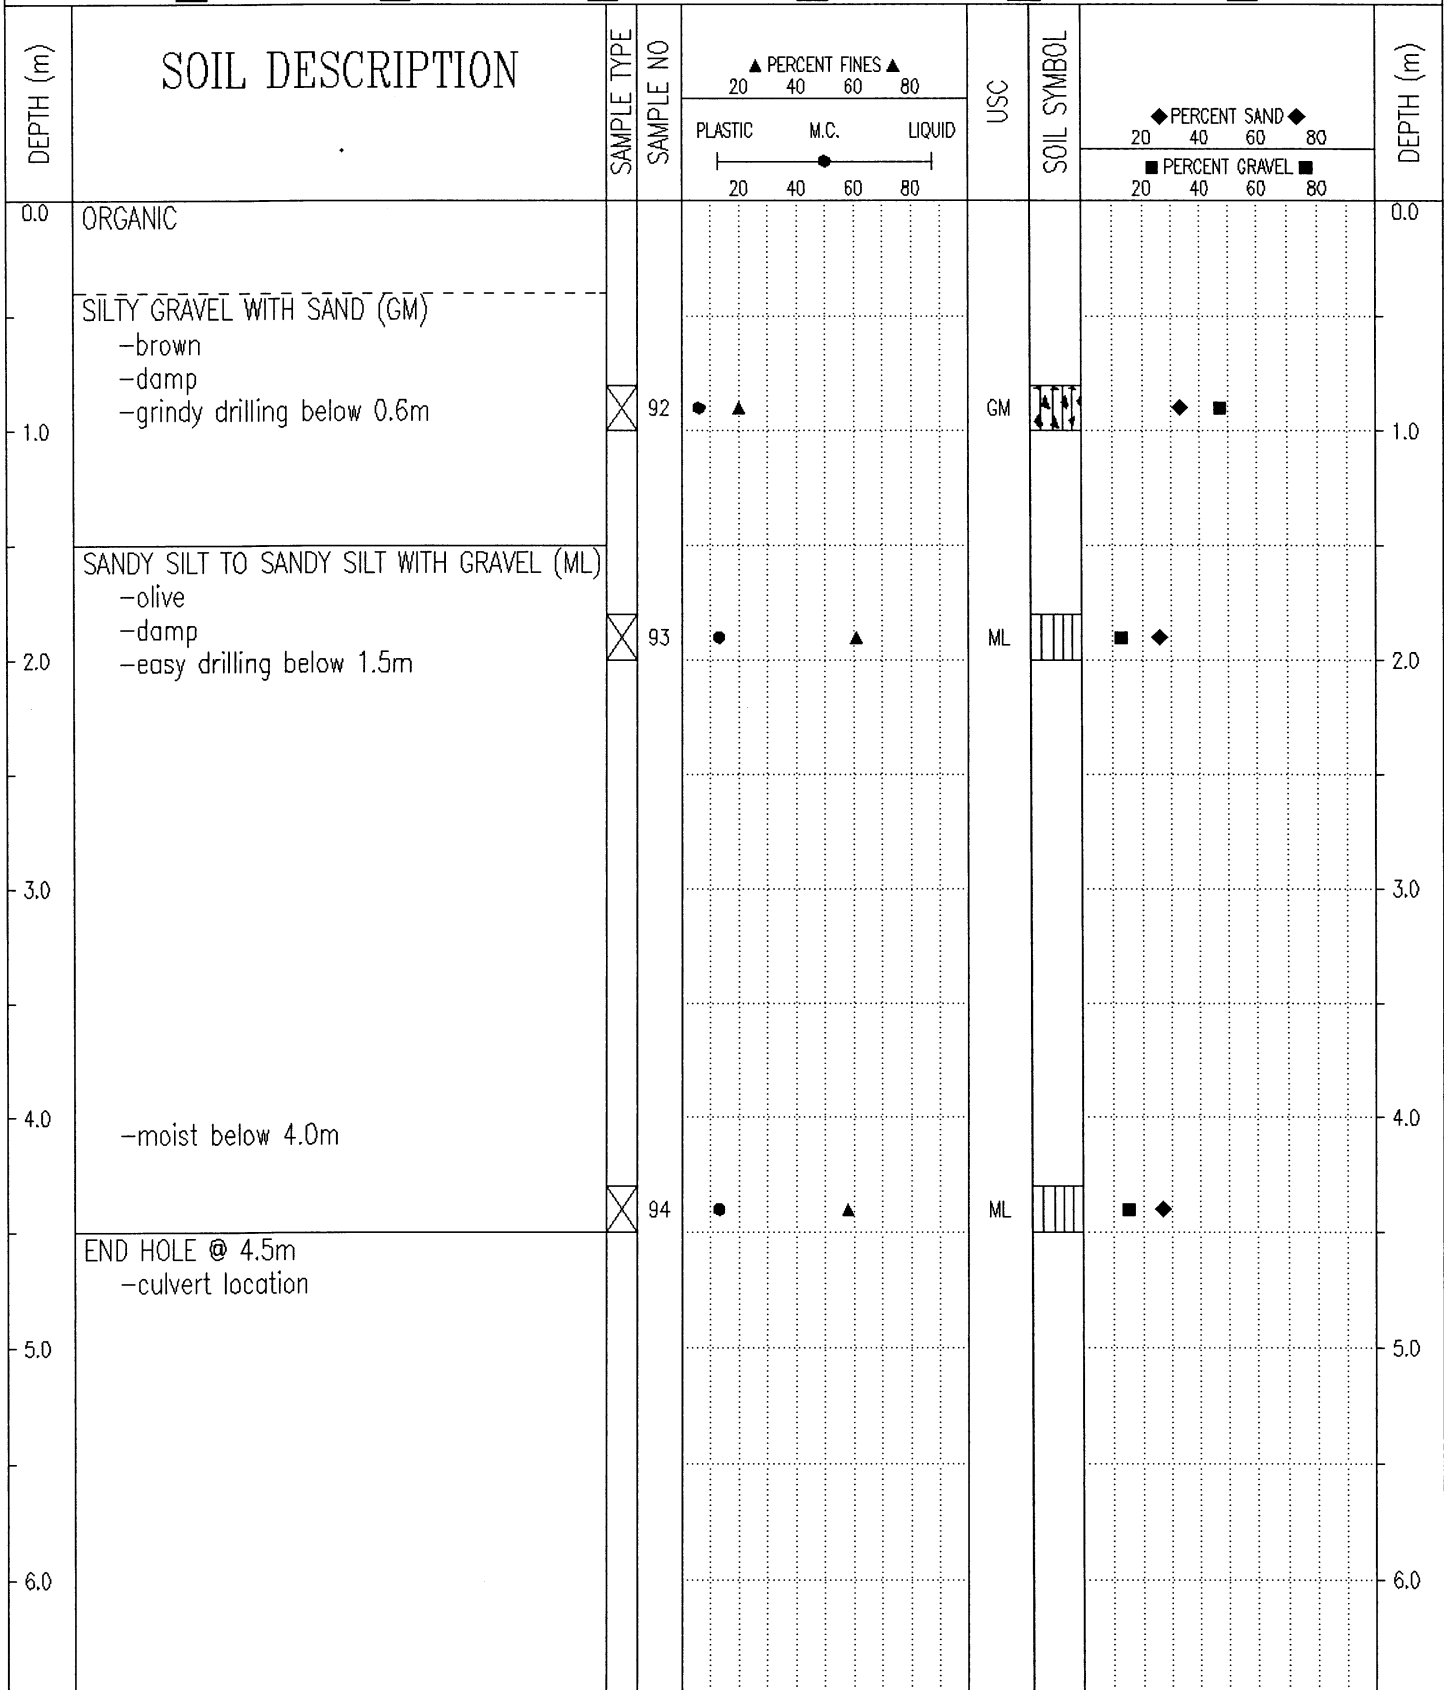 DEPTH (m)
SOIL DESCRIPTION
SAMPLE TYPE
SAMPLE NO
▲ PERCENT FINES ▲
20 40 60 80
PLASTIC M.C. LIQUID
20 40 60 80
USC
SOIL SYMBOL
◆ PERCENT SAND ◆
20 40 60 80
■ PERCENT GRAVEL ■
20 40 60 80
DEPTH (m)
0.0 ORGANIC 0.0
SILTY GRAVEL WITH SAND (GM)
-brown
-damp
-grindy drilling below 0.6m 92 GM
1.0 1.0
SANDY SILT TO SANDY SILT WITH GRAVEL (ML)
-olive
-damp 93 ML
2.0 -easy drilling below 1.5m 2.0
3.0 3.0
4.0 4.0
-moist below 4.0m
94 ML
END HOLE @ 4.5m
-culvert location
5.0 5.0
6.0 6.0